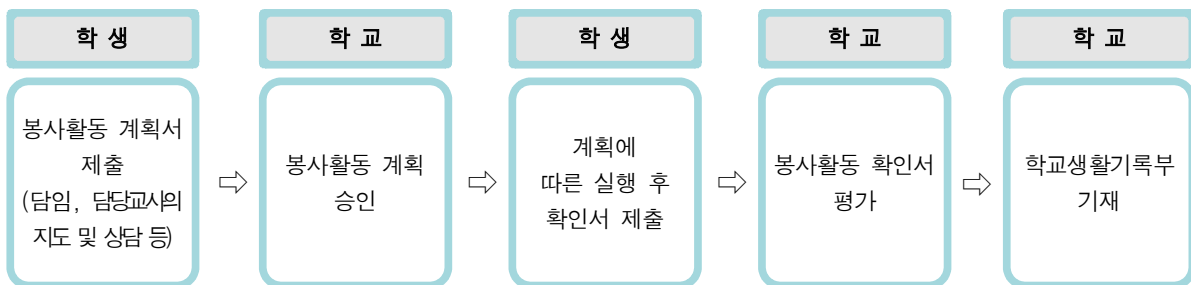 학 생
봉사활동 계획서
제출
(담임, 담당교사의
지도 및 상담 등)
⇨
학 교
봉사활동 계획
승인
⇨
학 생
계획에
따른 실행 후
확인서 제출
⇨
학 교
봉사활동 확인서
평가
⇨
학 교
학교생활기록부
기재